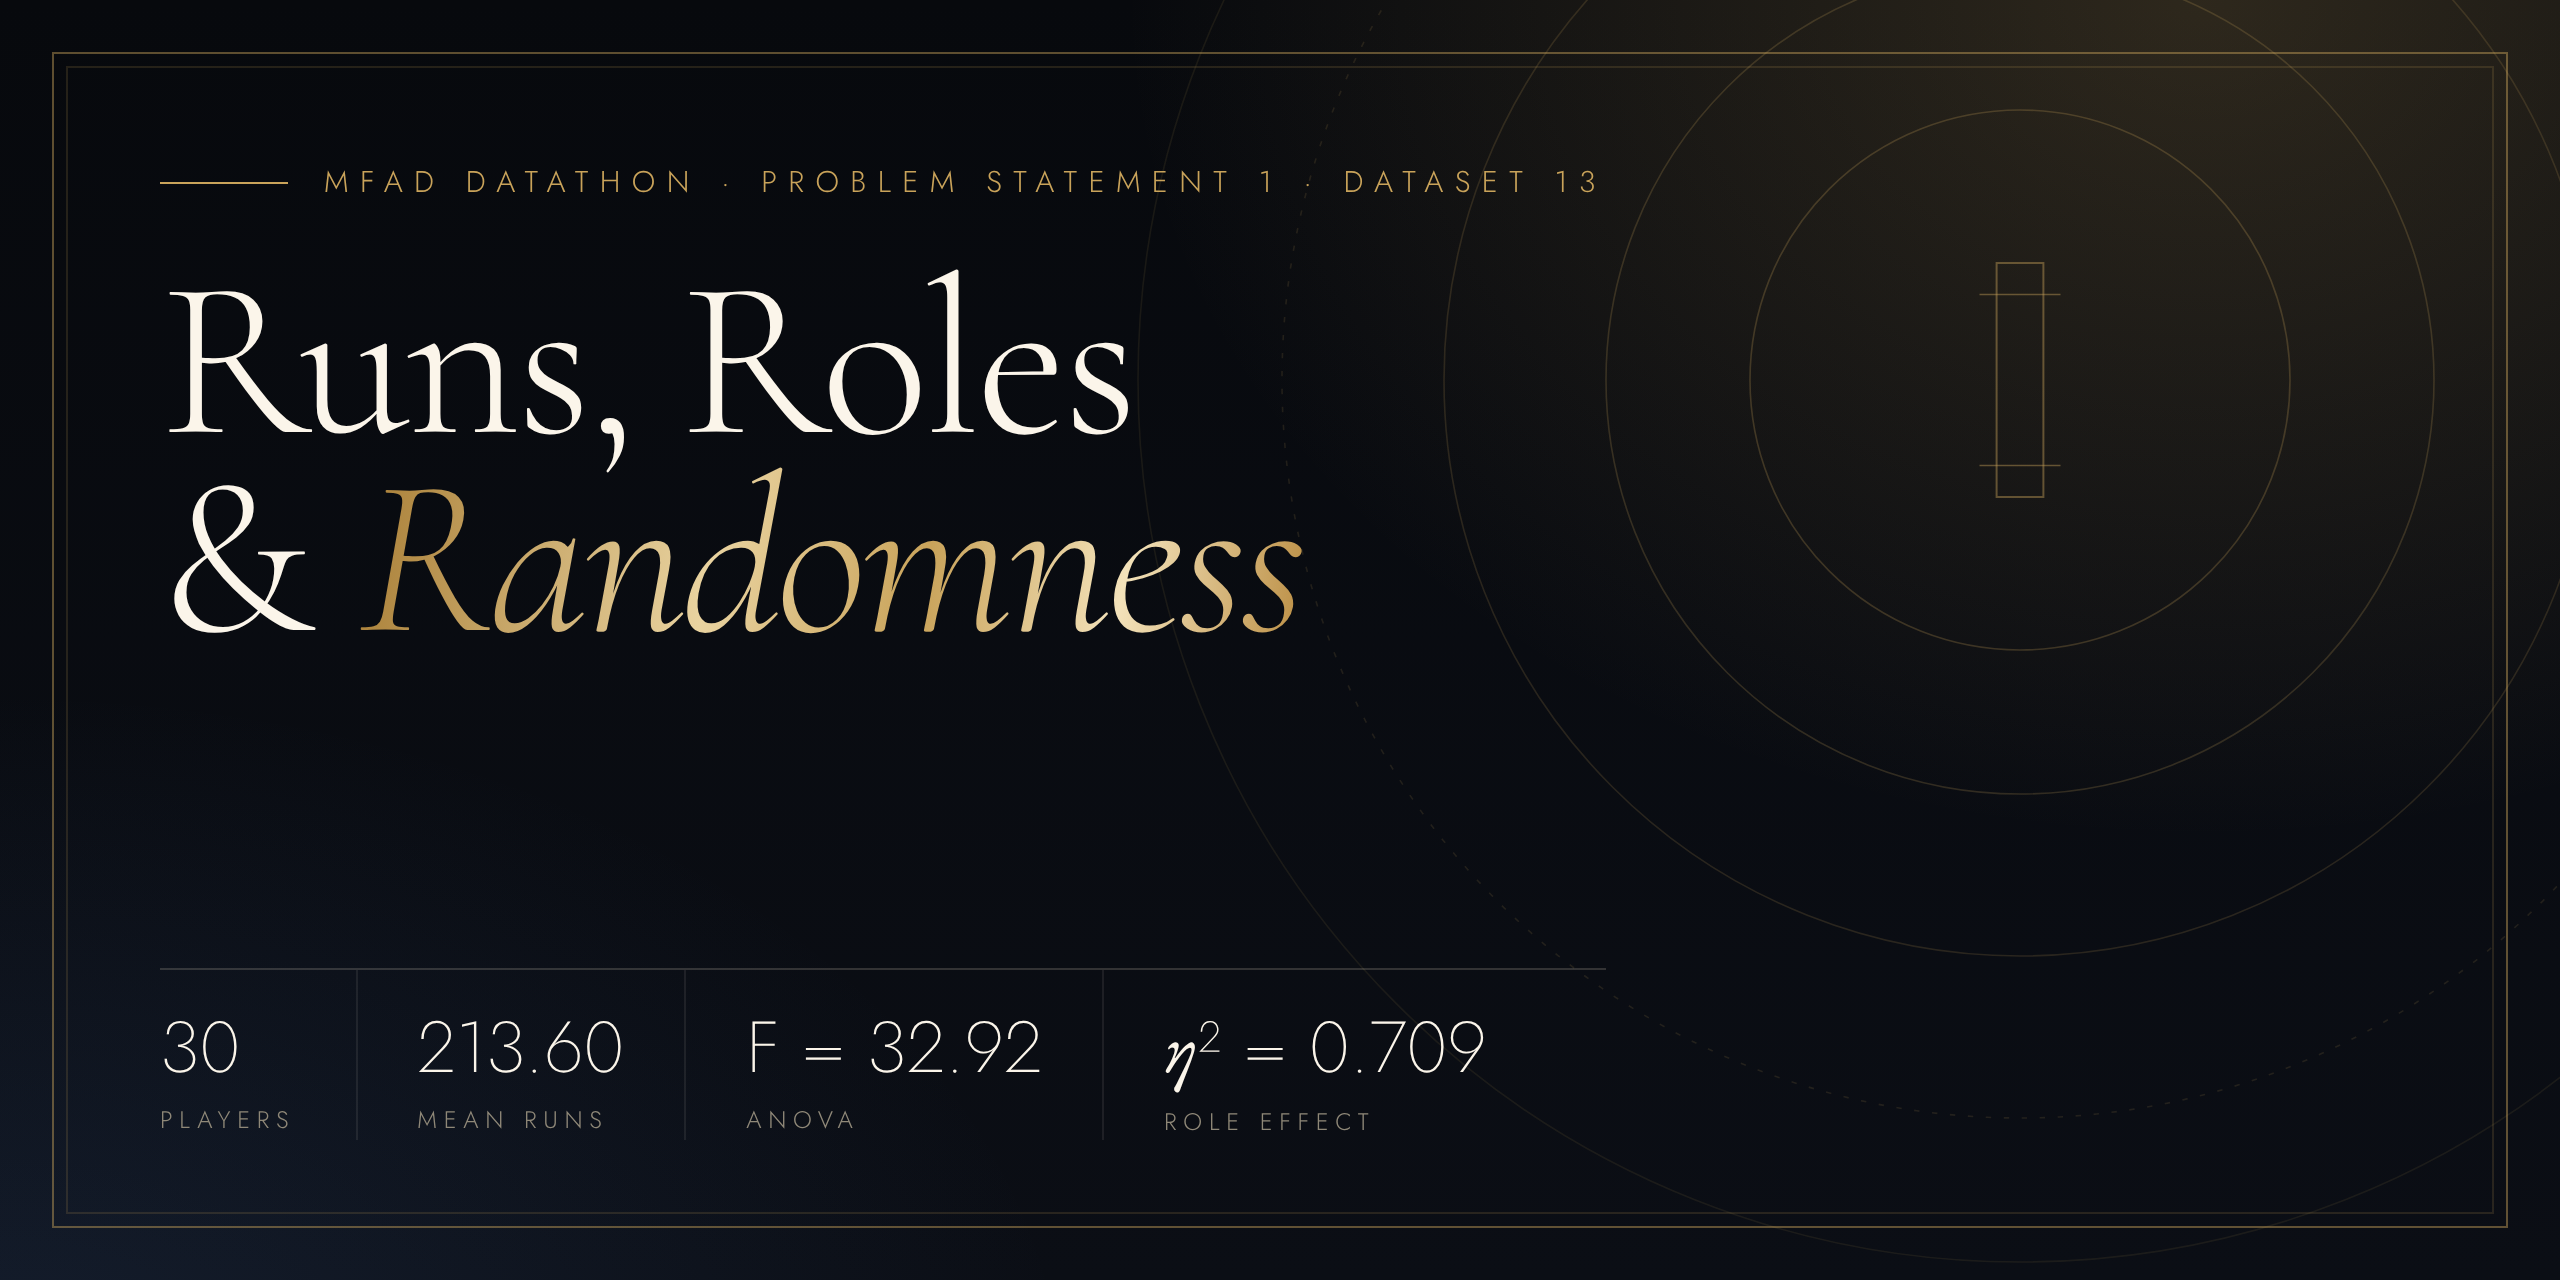 MFAD DATATHON · PROBLEM STATEMENT 1 · DATASET 13
Runs, Roles
& Randomness
30
PLAYERS
213.60
MEAN RUNS
F = 32.92
ANOVA
η² = 0.709
ROLE EFFECT